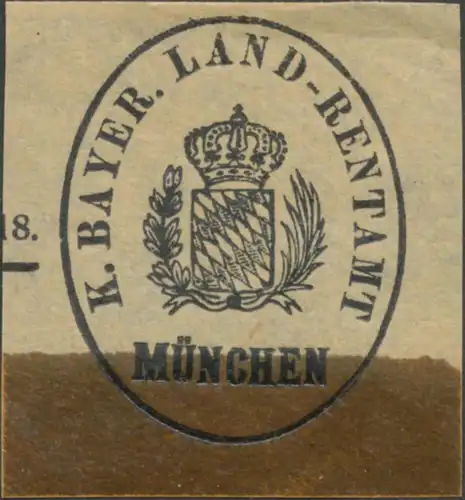 K. BAYER. LAND-RENTAMT
18.
MÜNCHEN